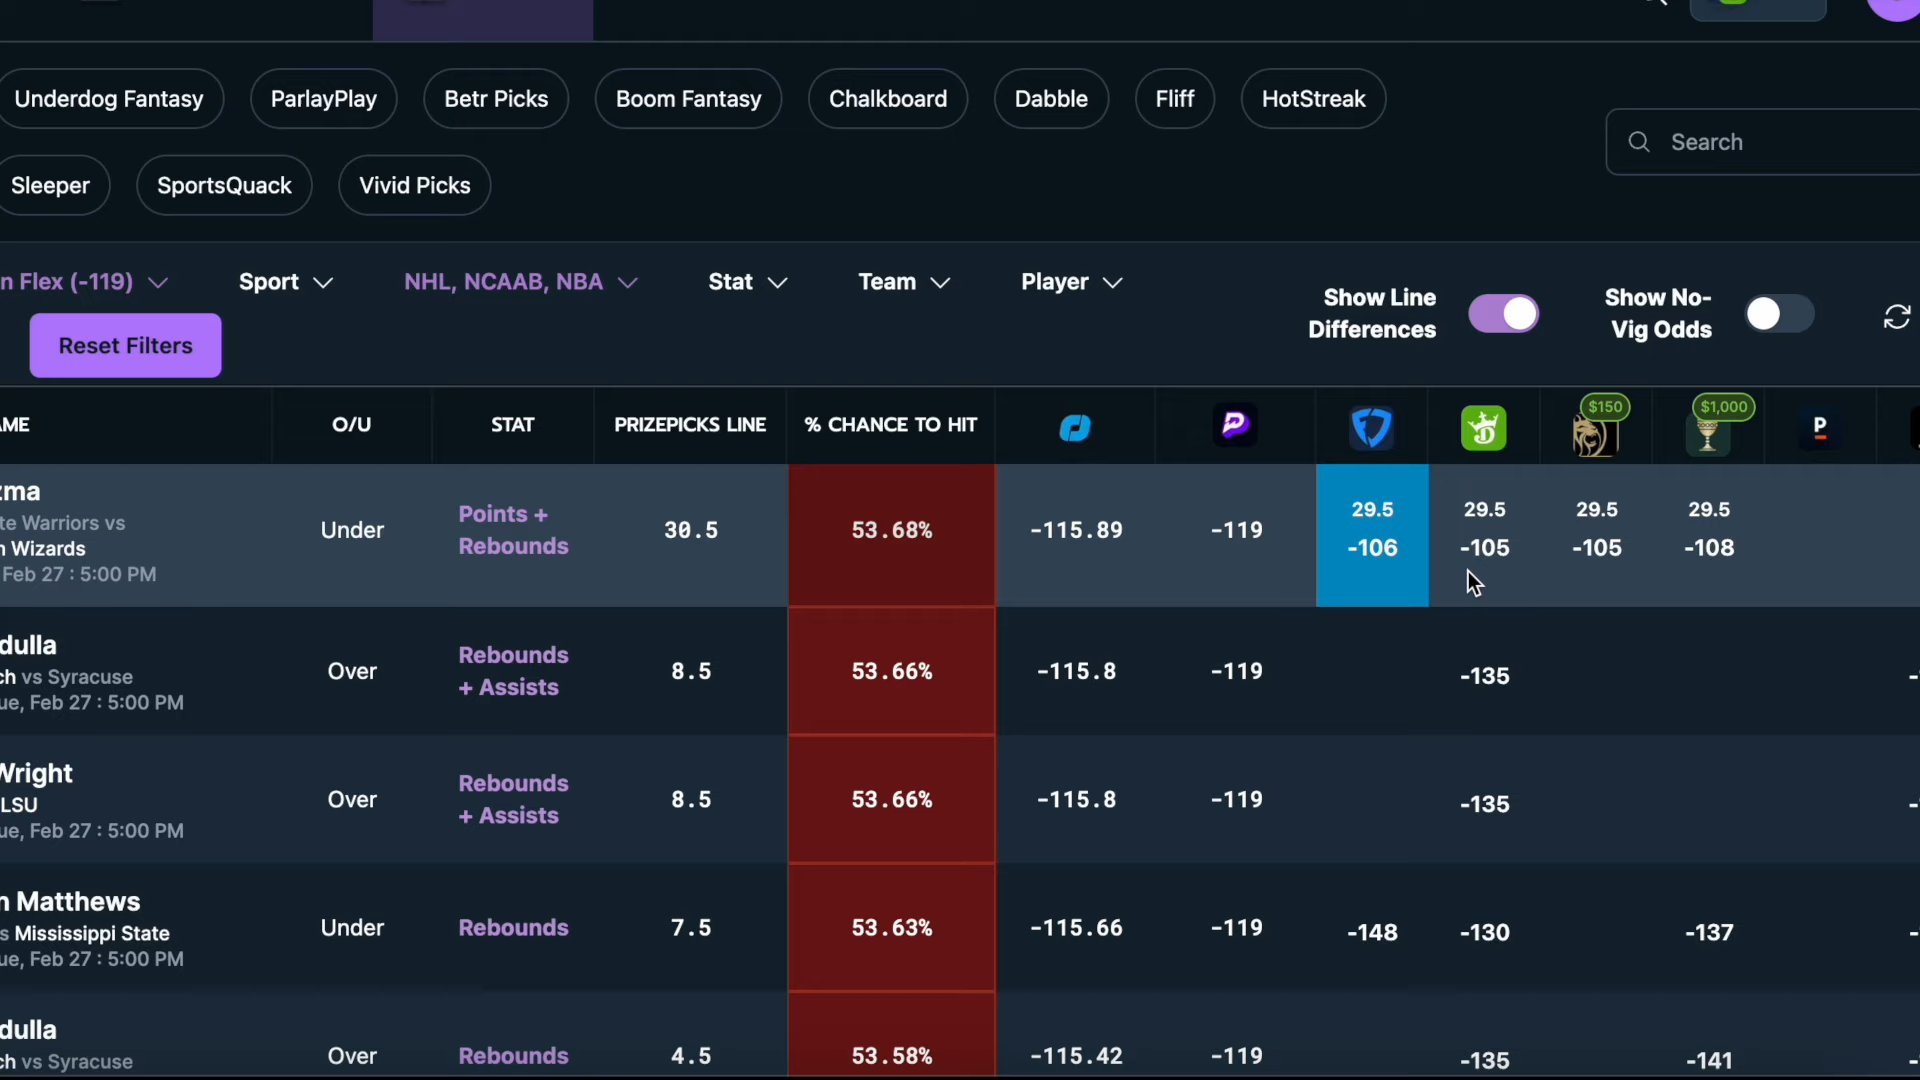 Underdog Fantasy ParlayPlay Betr Picks Boom Fantasy Chalkboard Dabble Fliff HotStreak
Search
Sleeper SportsQuack Vivid Picks
n Flex (-119) Sport NHL, NCAAB, NBA Stat Team Player
Show Line Differences
Show No-Vig Odds
Reset Filters
AME O/U STAT PRIZEPICKS LINE % CHANCE TO HIT P $150 $1,000 P
zma
te Warriors vs
n Wizards
Feb 27 : 5:00 PM
Under Points + Rebounds 30.5 53.68% -115.89 -119 29.5 -106 29.5 -105 29.5 -105 29.5 -108
dulla
ch vs Syracuse
ue, Feb 27 : 5:00 PM
Over Rebounds + Assists 8.5 53.66% -115.8 -119 -135
Wright
LSU
ue, Feb 27 : 5:00 PM
Over Rebounds + Assists 8.5 53.66% -115.8 -119 -135
n Matthews
s Mississippi State
ue, Feb 27 : 5:00 PM
Under Rebounds 7.5 53.63% -115.66 -119 -148 -130 -137
dulla
ch vs Syracuse
Over Rebounds 4.5 53.58% -115.42 -119 -135 -141